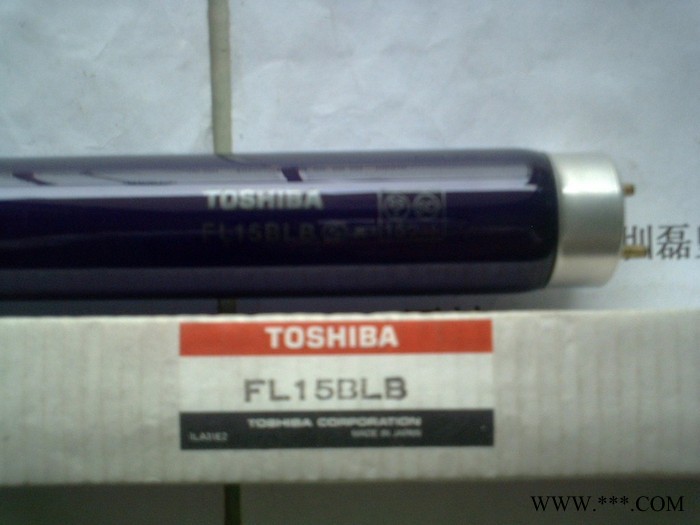 TOSHIBA
FL15BLB
圳磊
TOSHIBA
FL15BLB
TOSHIBA CORPORATION
MADE IN JAPAN
WWW.***.COM